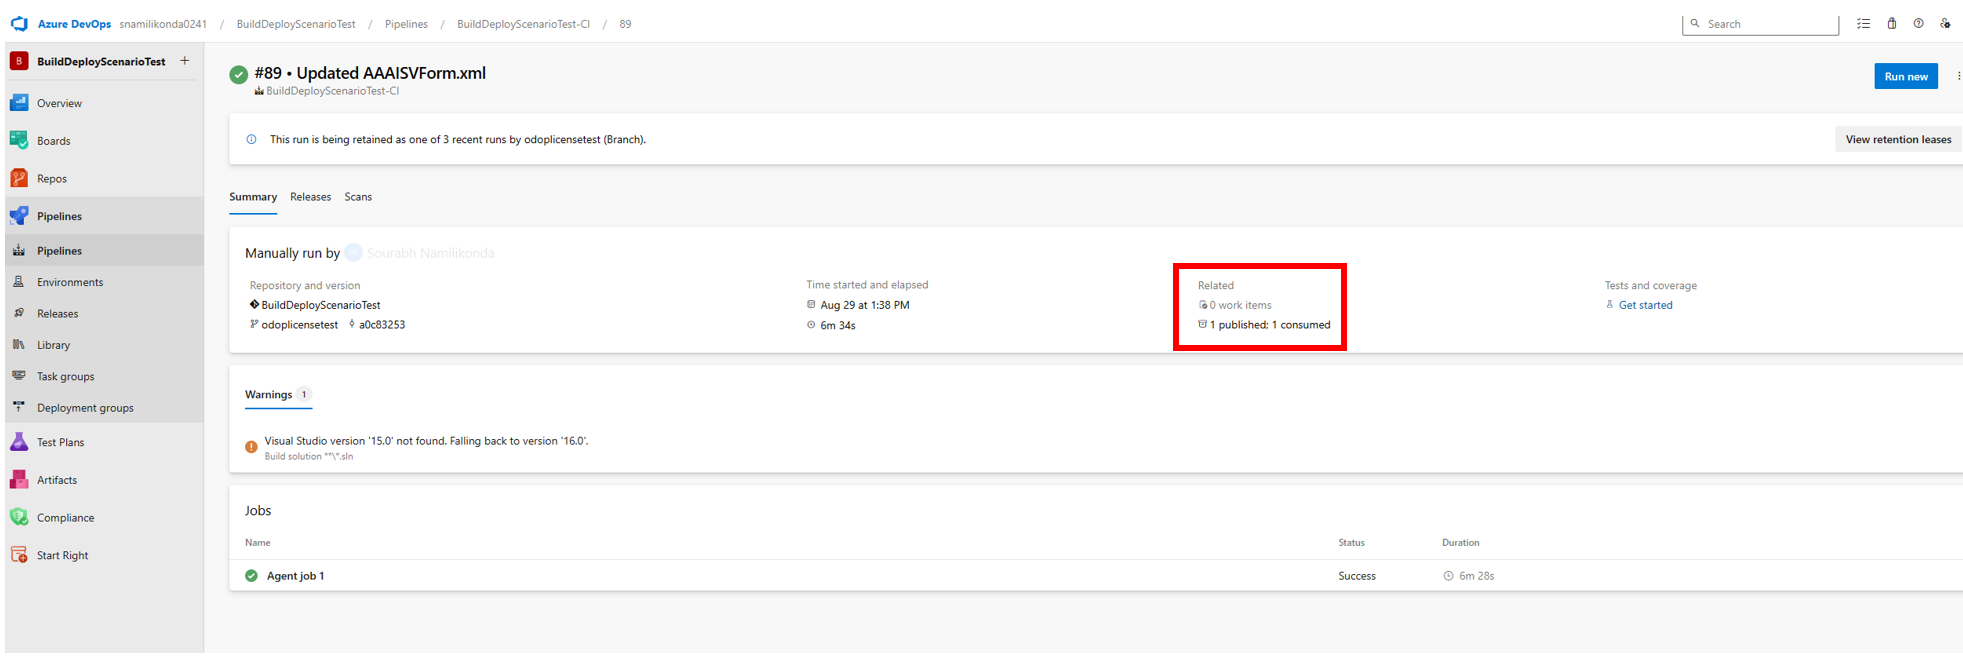 Azure DevOps snamilikonda0241 / BuildDeployScenarioTest / Pipelines / BuildDeployScenarioTest-CI / 89
Search
B BuildDeployScenarioTest +
Overview
Boards
Repos
Pipelines
Pipelines
Environments
Releases
Library
Task groups
Deployment groups
Test Plans
Artifacts
Compliance
Start Right
#89 • Updated AAAISVForm.xml
BuildDeployScenarioTest-CI
Run new
This run is being retained as one of 3 recent runs by odoplicensetest (Branch).
View retention leases
Summary Releases Scans
Manually run by Sourabh Namilikonda
Repository and version
BuildDeployScenarioTest
odoplicensetest a0c83253
Time started and elapsed
Aug 29 at 1:38 PM
6m 34s
Related
0 work items
1 published; 1 consumed
Tests and coverage
Get started
Warnings 1
Visual Studio version '15.0' not found. Falling back to version '16.0'.
Build solution **\*.sln
Jobs
Name Status Duration
Agent job 1 Success 6m 28s